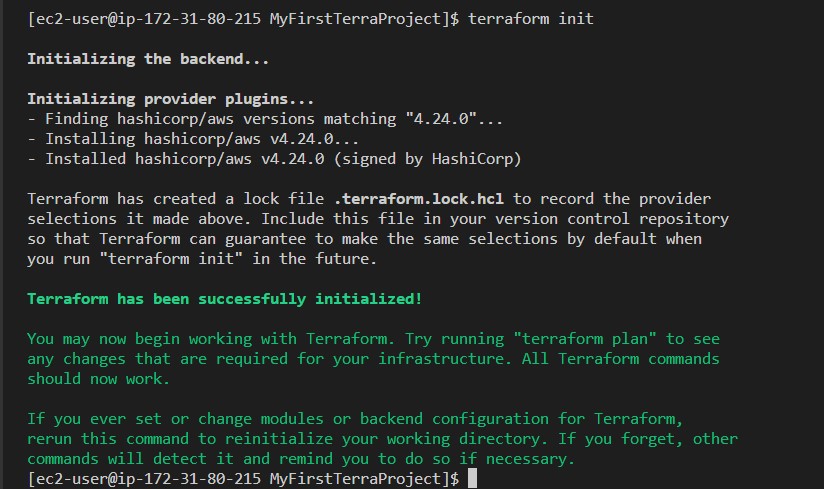 [ec2-user@ip-172-31-80-215 MyFirstTerraProject]$ terraform init
Initializing the backend...
Initializing provider plugins...
- Finding hashicorp/aws versions matching "4.24.0"...
- Installing hashicorp/aws v4.24.0...
- Installed hashicorp/aws v4.24.0 (signed by HashiCorp)
Terraform has created a lock file .terraform.lock.hcl to record the provider
selections it made above. Include this file in your version control repository
so that Terraform can guarantee to make the same selections by default when
you run "terraform init" in the future.
Terraform has been successfully initialized!
You may now begin working with Terraform. Try running "terraform plan" to see
any changes that are required for your infrastructure. All Terraform commands
should now work.
If you ever set or change modules or backend configuration for Terraform,
rerun this command to reinitialize your working directory. If you forget, other
commands will detect it and remind you to do so if necessary.
[ec2-user@ip-172-31-80-215 MyFirstTerraProject]$